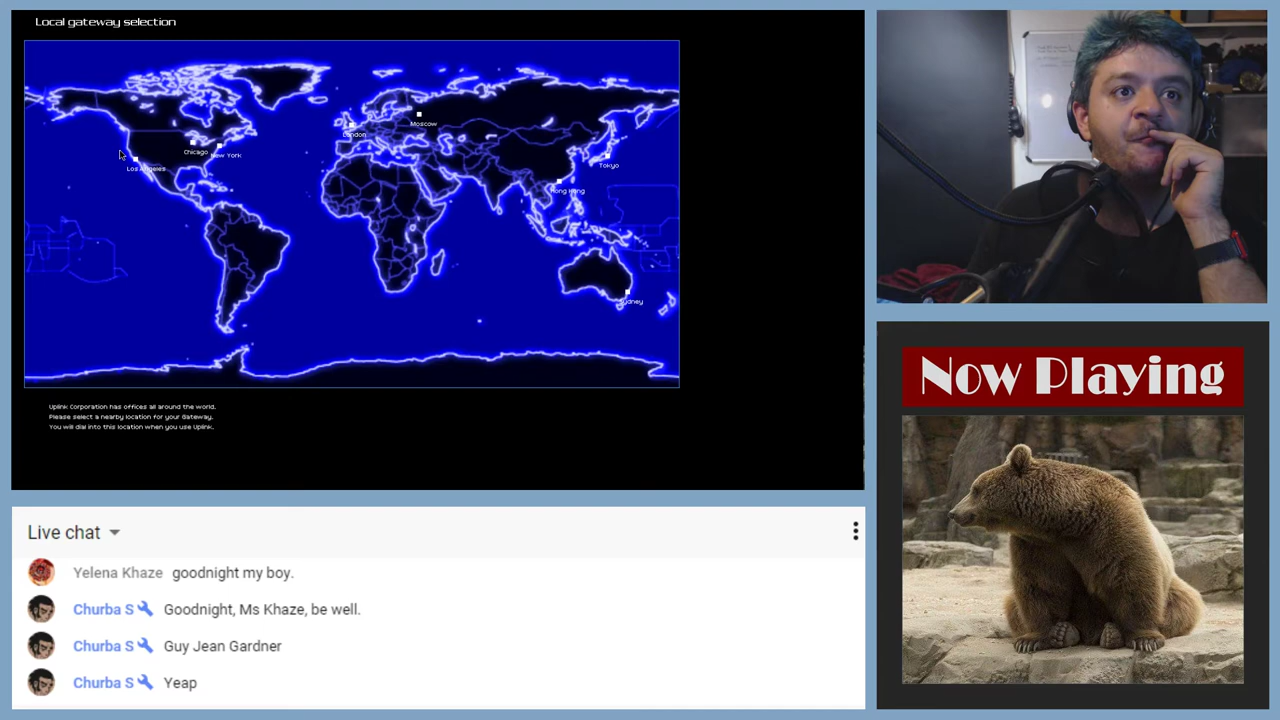 Local gateway selection
Moscow
London
Chicago
New York
Los Angeles
Tokyo
Hong Kong
Sydney
Uplink Corporation has offices all around the world.
Please select a nearby location for your Gateway.
You will dial into this location when you use Uplink.
Now Playing
Live chat
Yelena Khaze goodnight my boy.
Churba S Goodnight, Ms Khaze, be well.
Churba S Guy Jean Gardner
Churba S Yeap